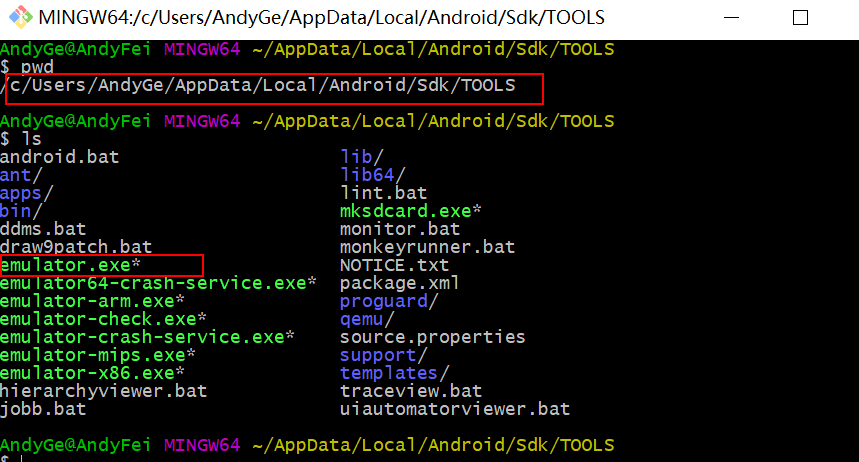 MINGW64:/c/Users/AndyGe/AppData/Local/Android/Sdk/TOOLS
AndyGe@AndyFei MINGW64 ~/AppData/Local/Android/Sdk/TOOLS
$ pwd
/c/Users/AndyGe/AppData/Local/Android/Sdk/TOOLS
AndyGe@AndyFei MINGW64 ~/AppData/Local/Android/Sdk/TOOLS
$ ls
android.bat lib/
ant/ lib64/
apps/ lint.bat
bin/ mksdcard.exe*
ddms.bat monitor.bat
draw9patch.bat monkeyrunner.bat
emulator.exe* NOTICE.txt
emulator64-crash-service.exe* package.xml
emulator-arm.exe* proguard/
emulator-check.exe* qemu/
emulator-crash-service.exe* source.properties
emulator-mips.exe* support/
emulator-x86.exe* templates/
hierarchyviewer.bat traceview.bat
jobb.bat uiautomatorviewer.bat
AndyGe@AndyFei MINGW64 ~/AppData/Local/Android/Sdk/TOOLS
$